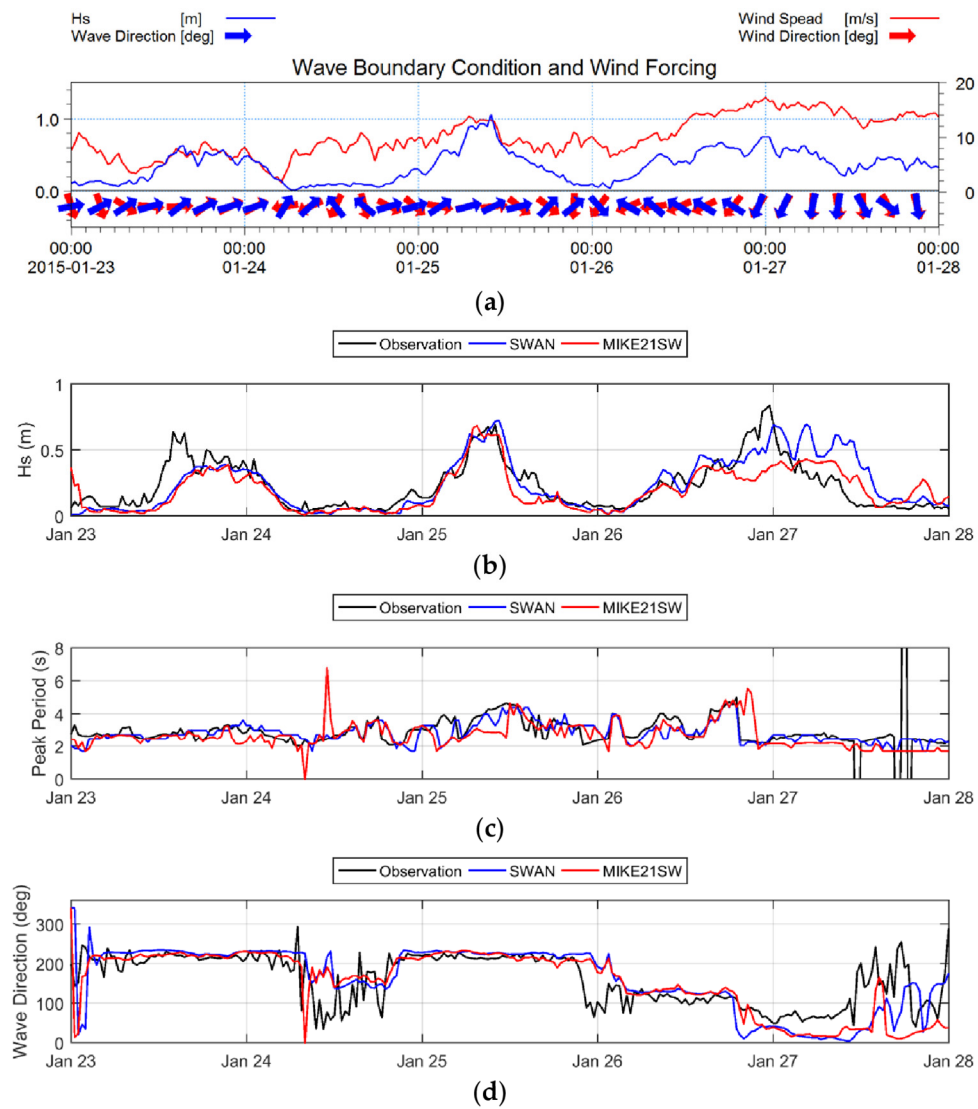 Hs [m]
Wave Direction [deg]
Wind Spead [m/s]
Wind Direction [deg]
Wave Boundary Condition and Wind Forcing
20
1.0
10
0.0
0
00:00 00:00 00:00 00:00 00:00 00:00
2015-01-23 01-24 01-25 01-26 01-27 01-28
(a)
Observation SWAN MIKE21SW
1
0.5
0
Hs (m)
Jan 23 Jan 24 Jan 25 Jan 26 Jan 27 Jan 28
(b)
Observation SWAN MIKE21SW
8
6
4
2
0
Peak Period (s)
Jan 23 Jan 24 Jan 25 Jan 26 Jan 27 Jan 28
(c)
Observation SWAN MIKE21SW
300
200
100
0
Wave Direction (deg)
Jan 23 Jan 24 Jan 25 Jan 26 Jan 27 Jan 28
(d)